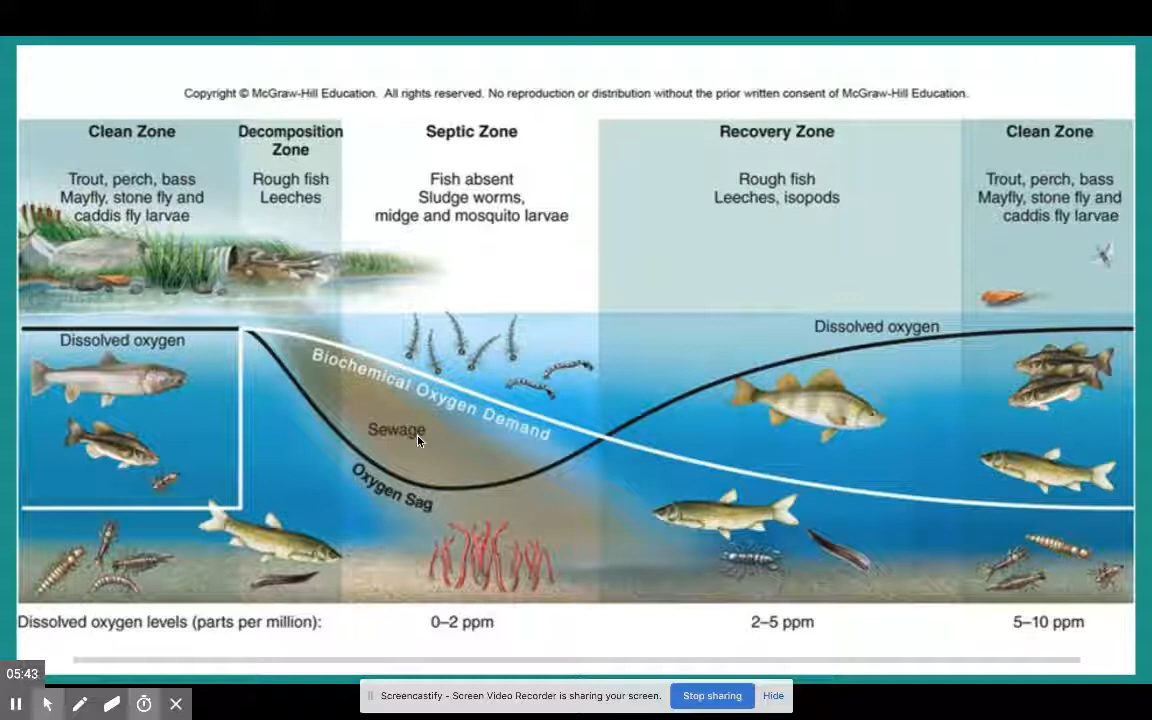 Copyright © McGraw-Hill Education. All rights reserved. No reproduction or distribution without the prior written consent of McGraw-Hill Education.
Clean Zone
Trout, perch, bass
Mayfly, stone fly and
caddis fly larvae
Decomposition
Zone
Rough fish
Leeches
Septic Zone
Fish absent
Sludge worms,
midge and mosquito larvae
Recovery Zone
Rough fish
Leeches, isopods
Clean Zone
Trout, perch, bass
Mayfly, stone fly and
caddis fly larvae
Dissolved oxygen
Biochemical Oxygen Demand
Sewage
Oxygen Sag
Dissolved oxygen
Dissolved oxygen levels (parts per million):
0–2 ppm
2–5 ppm
5–10 ppm
05:43
Screencastify - Screen Video Recorder is sharing your screen.
Stop sharing
Hide